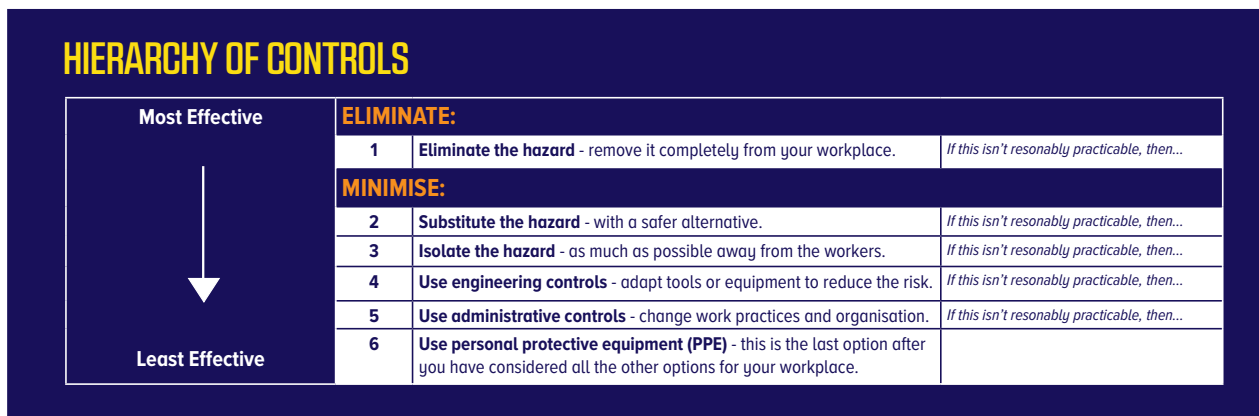 HIERARCHY OF CONTROLS
Most Effective
ELIMINATE:
1 Eliminate the hazard - remove it completely from your workplace. If this isn't resonably practicable, then...
MINIMISE:
2 Substitute the hazard - with a safer alternative. If this isn't resonably practicable, then...
3 Isolate the hazard - as much as possible away from the workers. If this isn't resonably practicable, then...
4 Use engineering controls - adapt tools or equipment to reduce the risk. If this isn't resonably practicable, then...
5 Use administrative controls - change work practices and organisation. If this isn't resonably practicable, then...
6 Use personal protective equipment (PPE) - this is the last option after
you have considered all the other options for your workplace.
Least Effective